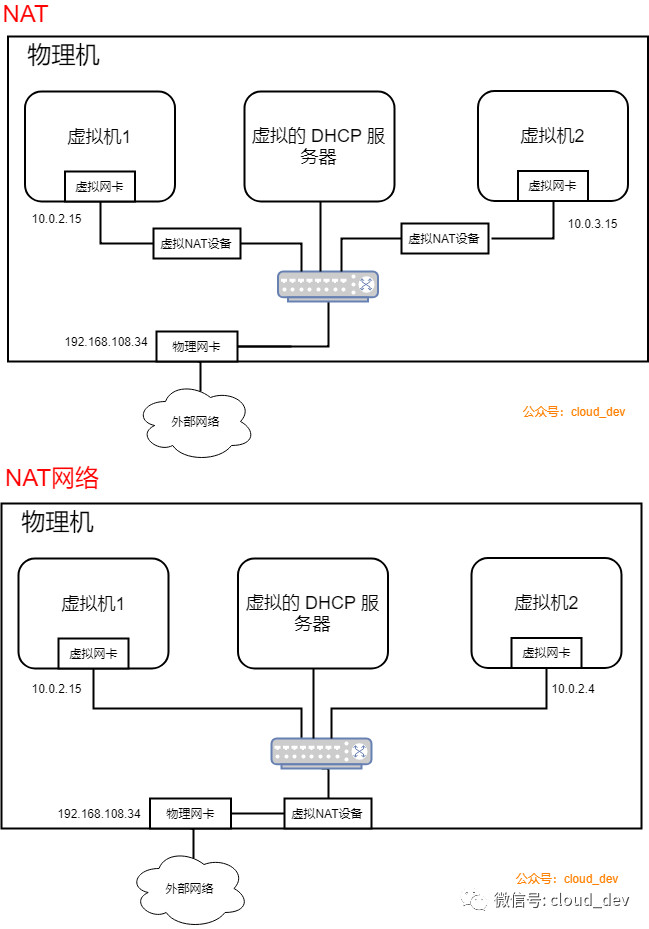 NAT
物理机
虚拟机1
虚拟的 DHCP 服
务器
虚拟机2
虚拟网卡
虚拟网卡
10.0.2.15
10.0.3.15
虚拟NAT设备
虚拟NAT设备
192.168.108.34
物理网卡
外部网络
公众号：cloud_dev
NAT网络
物理机
虚拟机1
虚拟的 DHCP 服
务器
虚拟机2
虚拟网卡
虚拟网卡
10.0.2.15
10.0.2.4
192.168.108.34
物理网卡
虚拟NAT设备
外部网络
公众号：cloud_dev
微信号: cloud_dev